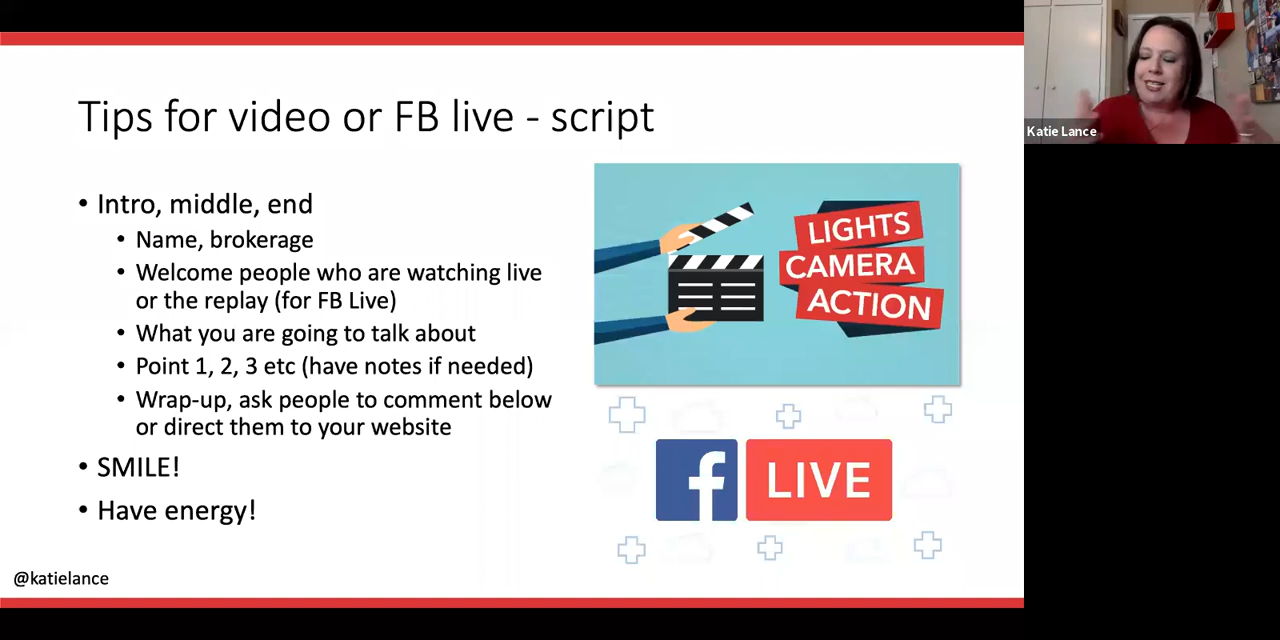 Tips for video or FB live - script
• Intro, middle, end
• Name, brokerage
• Welcome people who are watching live
or the replay (for FB Live)
• What you are going to talk about
• Point 1, 2, 3 etc (have notes if needed)
• Wrap-up, ask people to comment below
or direct them to your website
• SMILE!
• Have energy!
@katielance
LIGHTS
CAMERA
ACTION
f LIVE
Katie Lance